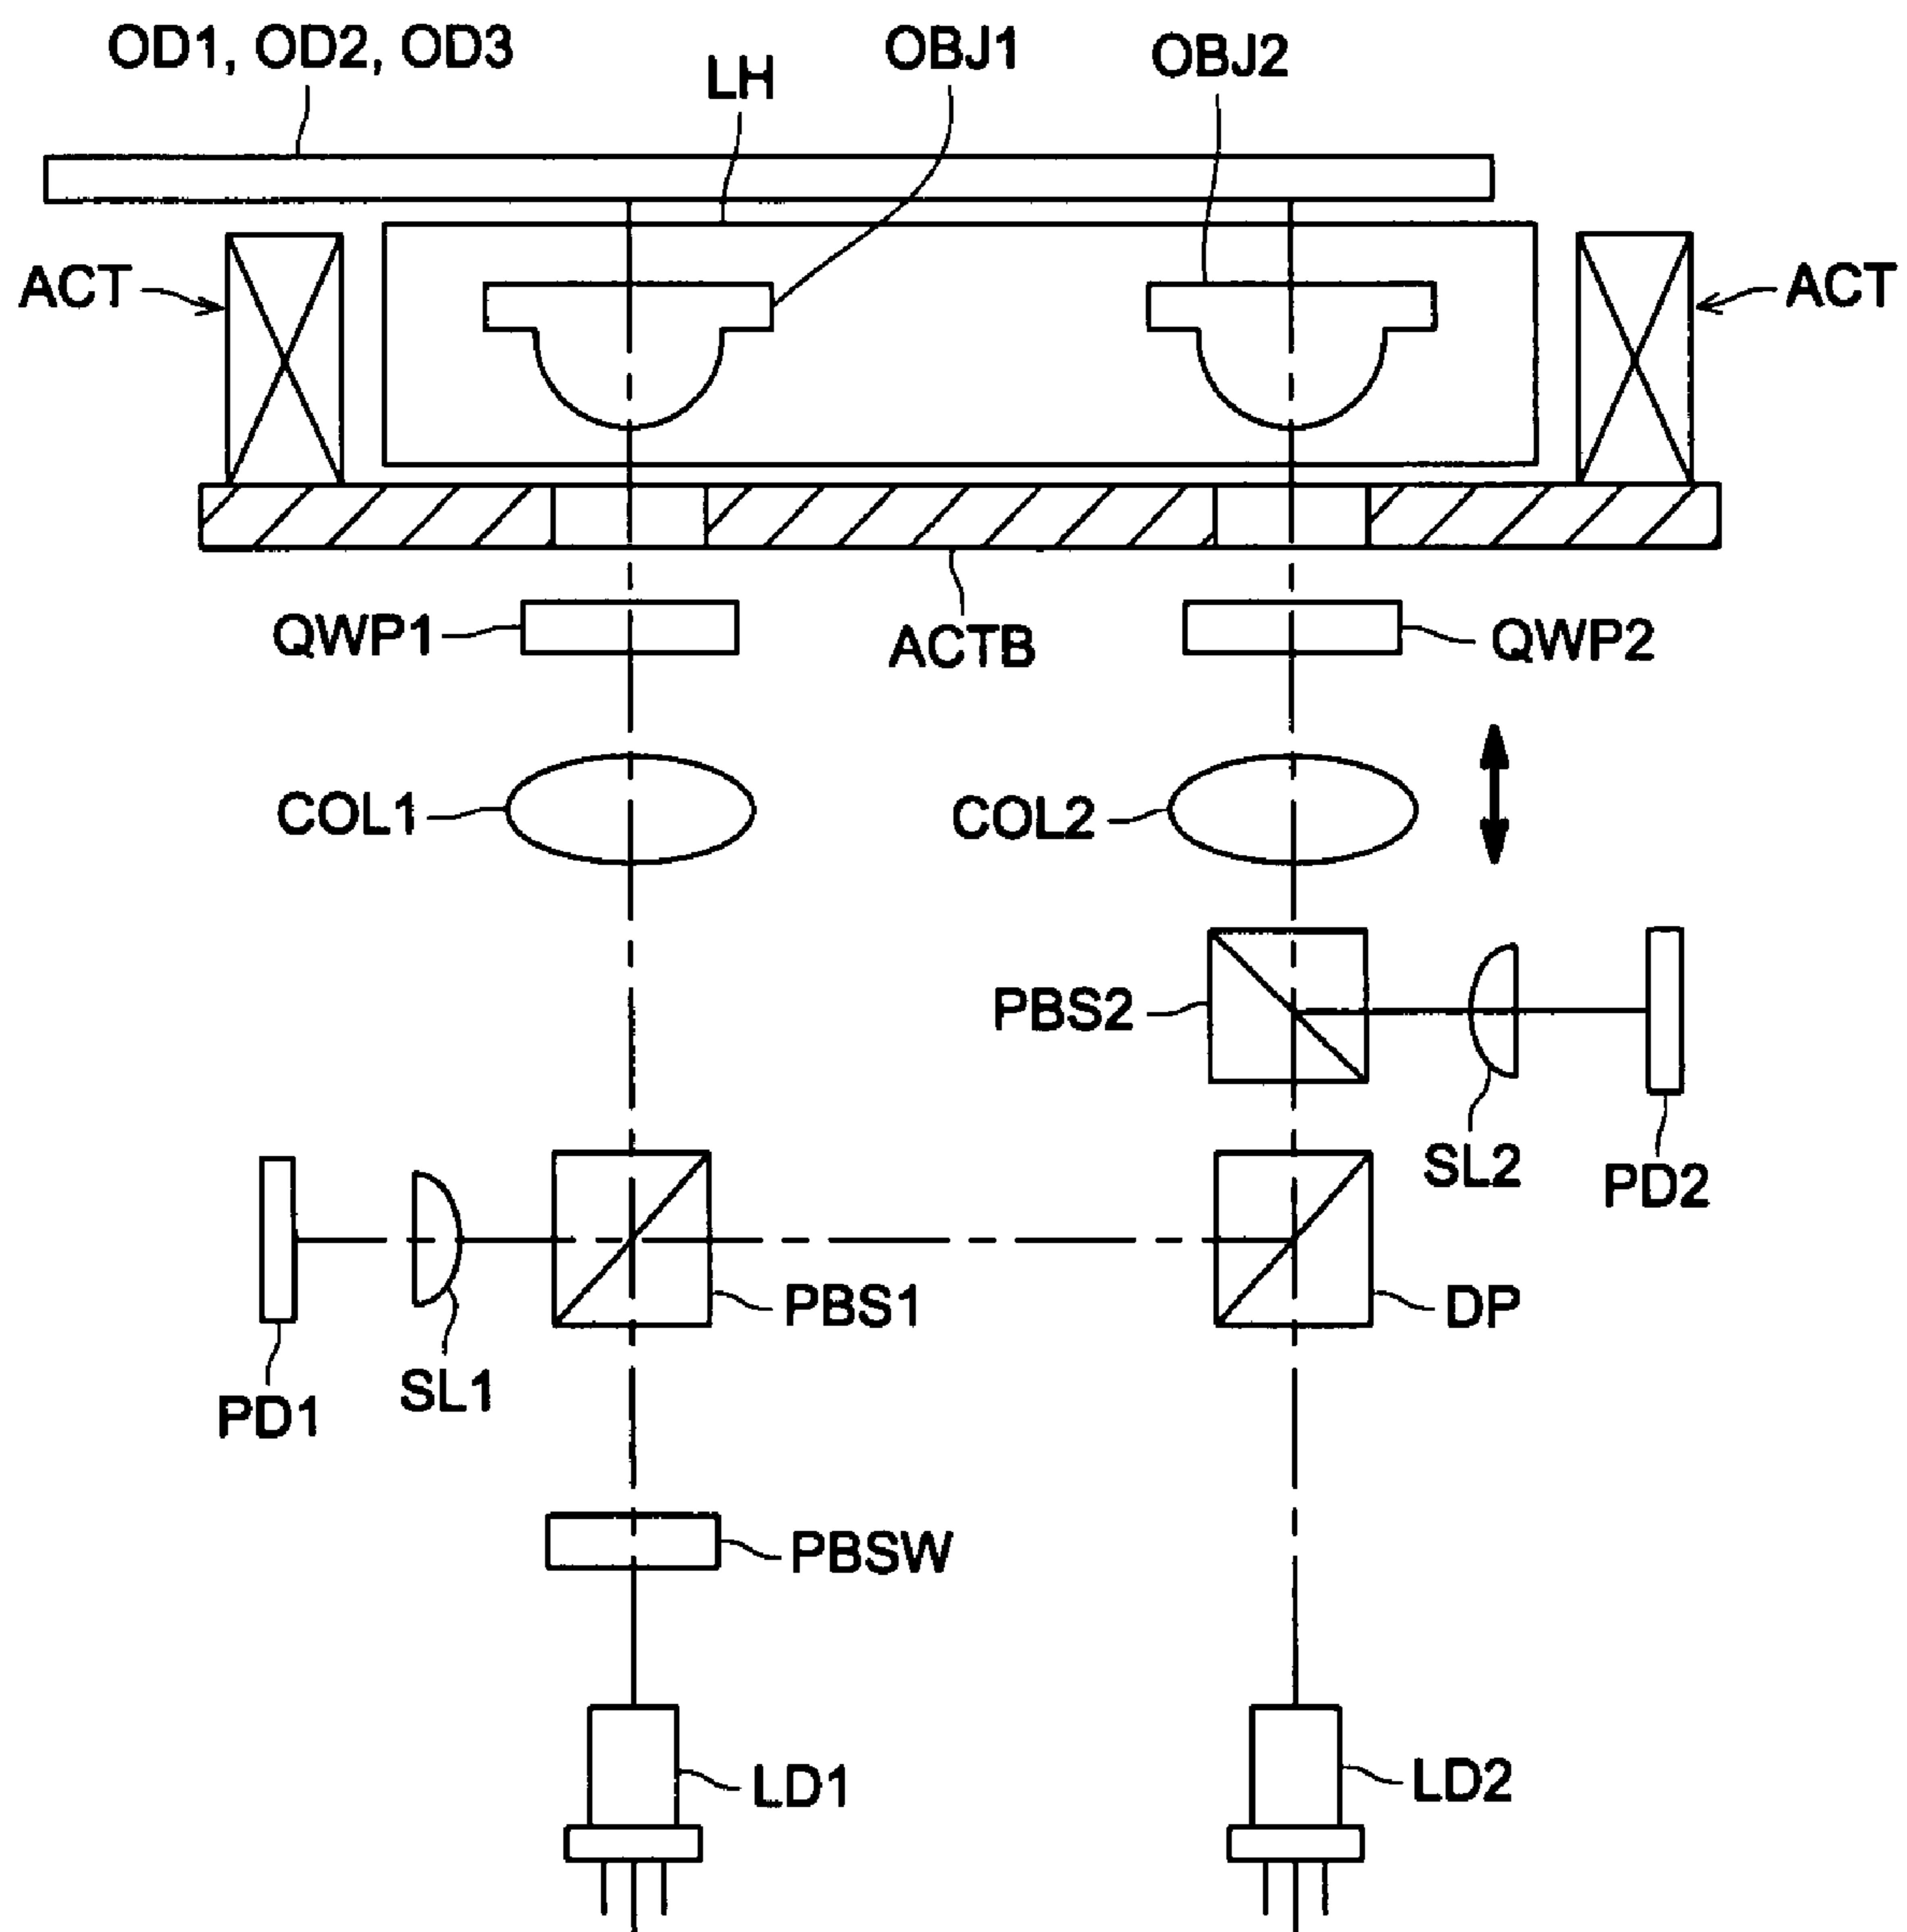 OD1, OD2, OD3
LH
OBJ1
OBJ2
ACT
ACT
QWP1
ACTB
QWP2
COL1
COL2
PBS2
SL2
PD2
PBS1
DP
SL1
PD1
PBSW
LD1
LD2